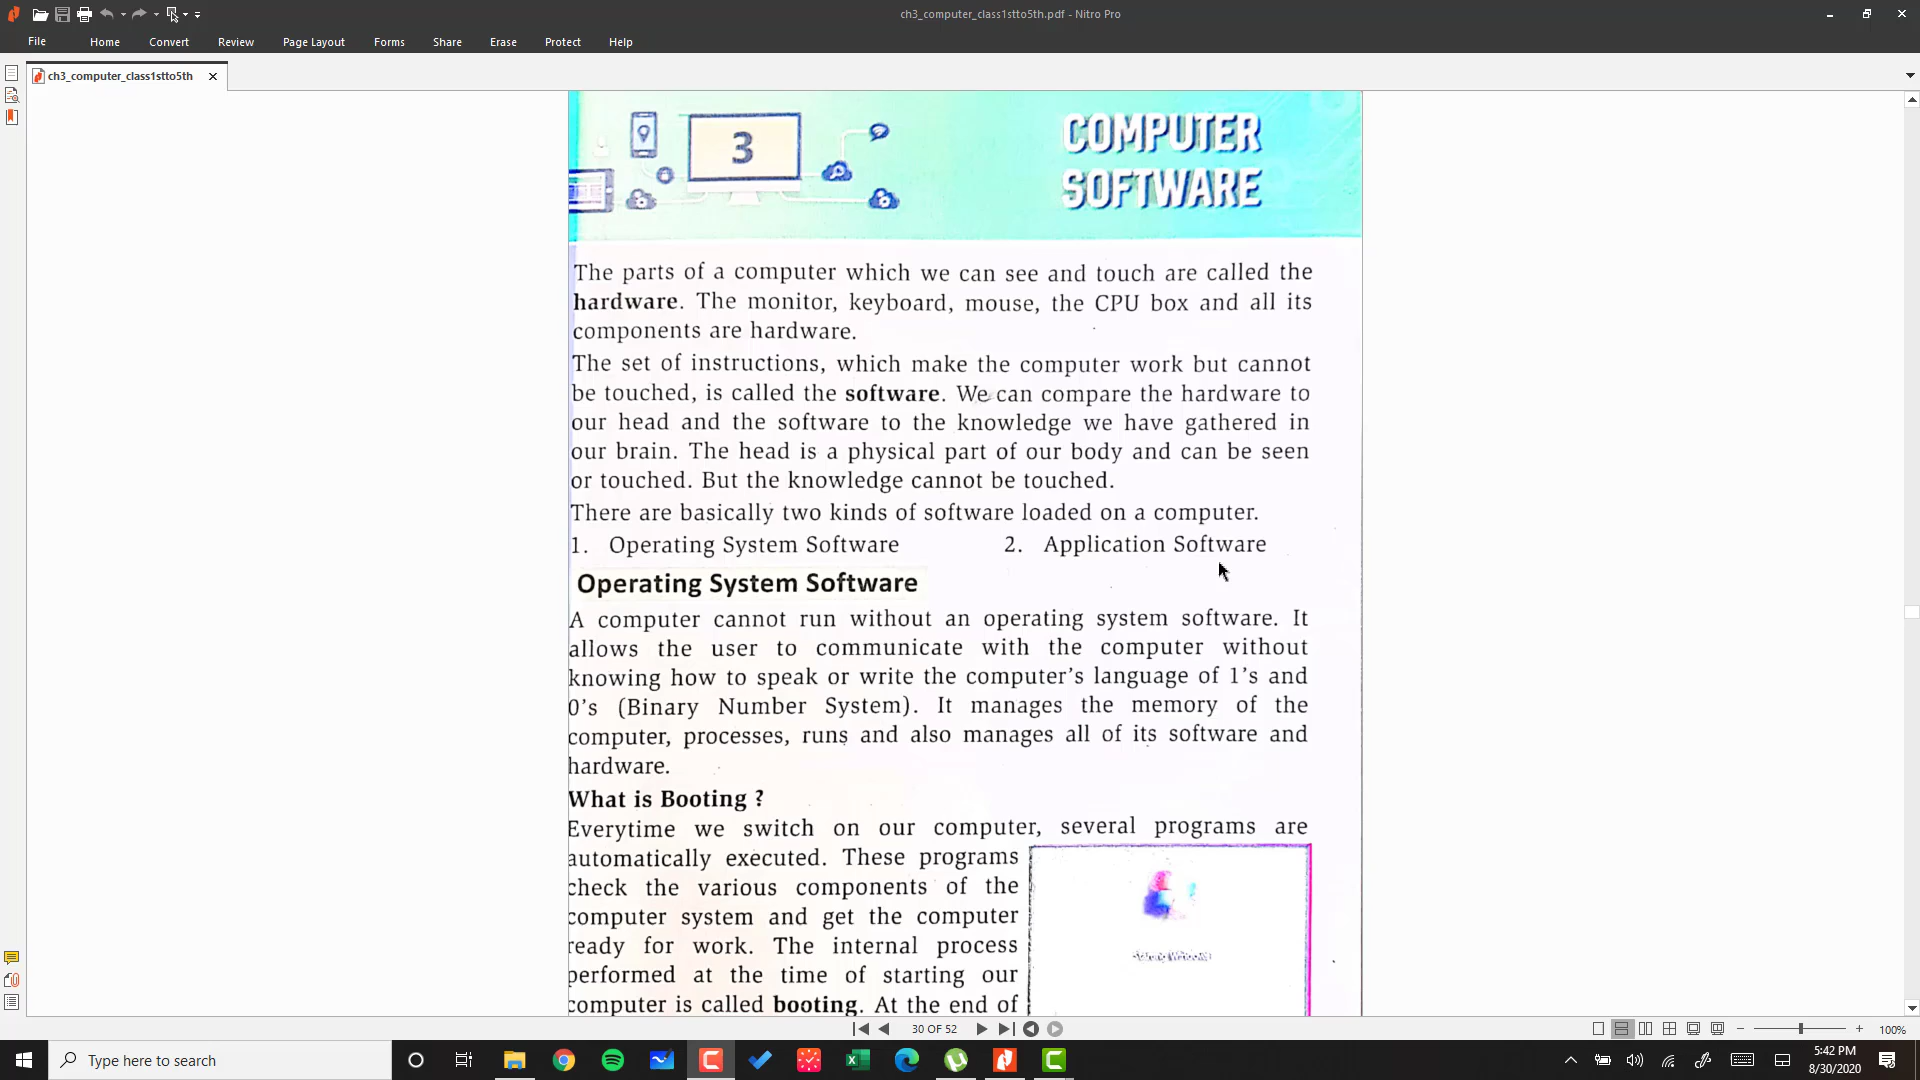 ch3_computer_class1stto5th.pdf - Nitro Pro
File Home Convert Review Page Layout Forms Share Erase Protect Help
ch3_computer_class1stto5th
3
COMPUTER
SOFTWARE
The parts of a computer which we can see and touch are called the
hardware. The monitor, keyboard, mouse, the CPU box and all its
components are hardware.
The set of instructions, which make the computer work but cannot
be touched, is called the software. We can compare the hardware to
our head and the software to the knowledge we have gathered in
our brain. The head is a physical part of our body and can be seen
or touched. But the knowledge cannot be touched.
There are basically two kinds of software loaded on a computer.
1. Operating System Software 2. Application Software
Operating System Software
A computer cannot run without an operating system software. It
allows the user to communicate with the computer without
knowing how to speak or write the computer's language of 1's and
0's (Binary Number System). It manages the memory of the
computer, processes, runs and also manages all of its software and
hardware.
What is Booting ?
Everytime we switch on our computer, several programs are
automatically executed. These programs
check the various components of the
computer system and get the computer
ready for work. The internal process
performed at the time of starting our
computer is called booting. At the end of
30 OF 52
100%
Type here to search
5:42 PM
8/30/2020